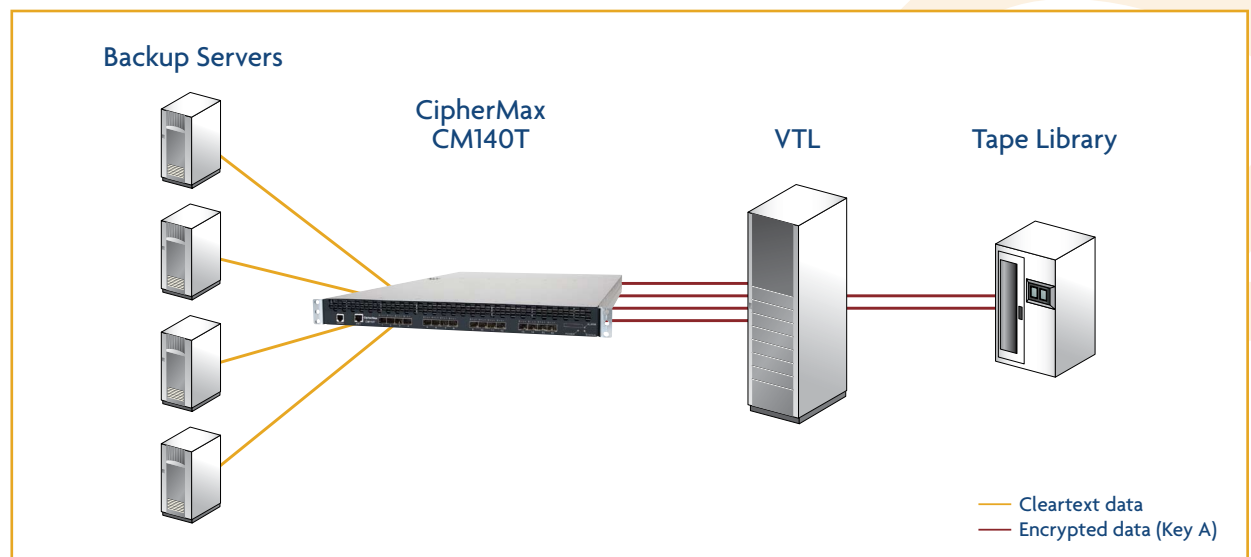 Backup Servers
CipherMax
CM140T
VTL
Tape Library
Cleartext data
Encrypted data (Key A)